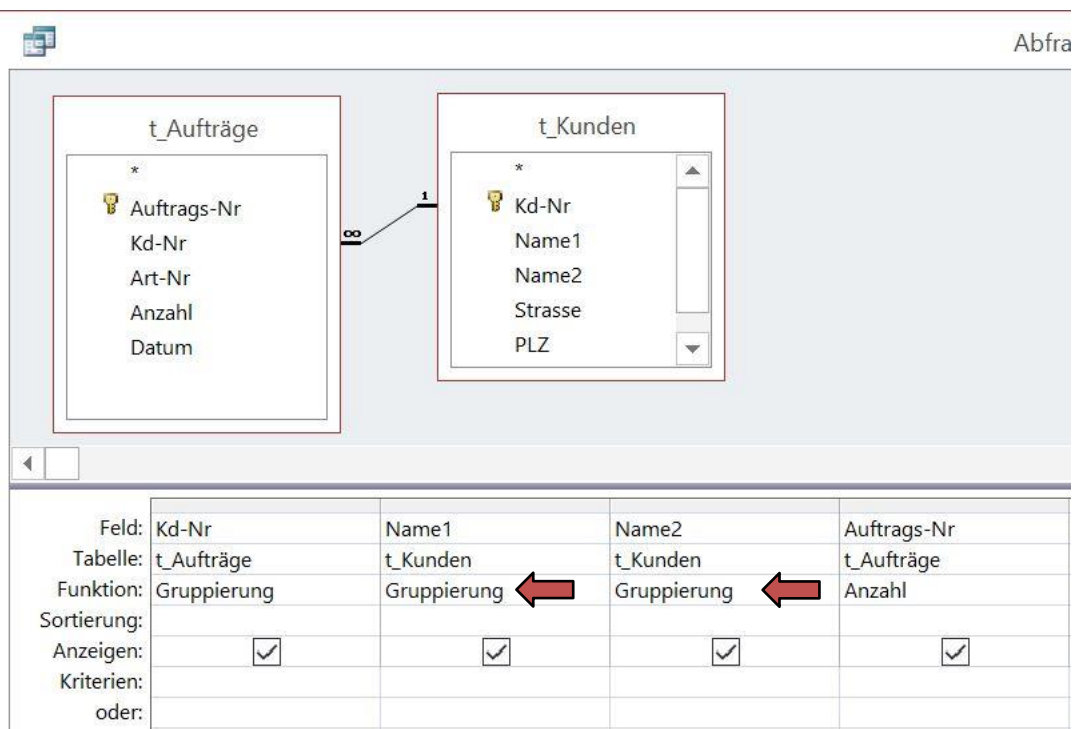 Abfra
t_Aufträge
*
Auftrags-Nr
Kd-Nr
Art-Nr
Anzahl
Datum
∞
1
t_Kunden
*
Kd-Nr
Name1
Name2
Strasse
PLZ
Feld: Kd-Nr Name1 Name2 Auftrags-Nr
Tabelle: t_Aufträge t_Kunden t_Kunden t_Aufträge
Funktion: Gruppierung Gruppierung Gruppierung Anzahl
Sortierung:
Anzeigen:
Kriterien:
oder: